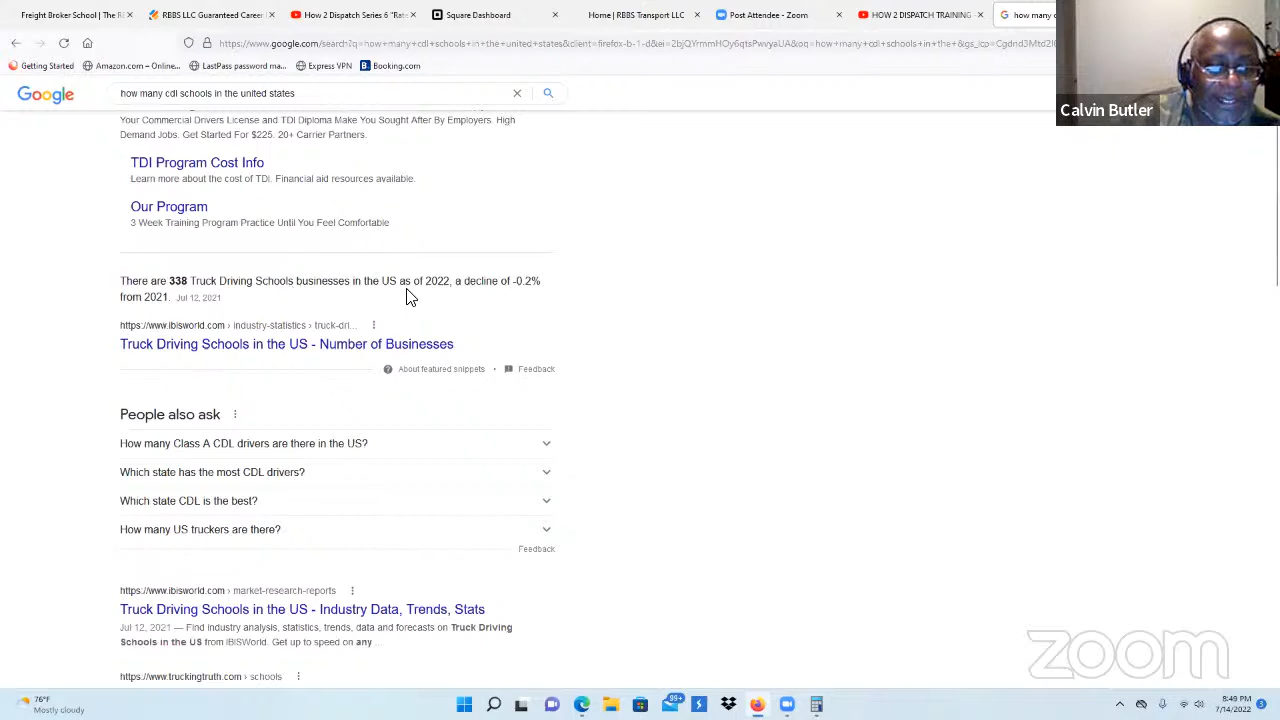 Freight Broker School | RBBS Tr
RBBS Guaranteed Career
How 2 Dispatch Series 6 "Rate
Square Dashboard
Home | RBBS Transport LLC
Post Attendee - Zoom
HOW 2 DISPATCH TRAINING
how many c
Getting Started
Amazon.com – Online...
LastPass password ma...
Express VPN
Booking.com
Calvin Butler
Google
how many cdl schools in the united states
Your Commercial Drivers License and TDI Diploma Make You Sought After By Employers. High
Demand Jobs. Get Started For $225. 20+ Carrier Partners.
TDI Program Cost Info
Learn more about the cost of TDI. Financial aid resources available.
Our Program
3 Week Training Program Practice Until You Feel Comfortable
There are 338 Truck Driving Schools businesses in the US as of 2022, a decline of -0.2%
from 2021. Jul 12, 2021
https://www.ibisworld.com › industry-statistics › truck-dri...
Truck Driving Schools in the US - Number of Businesses
About featured snippets • Feedback
People also ask
How many Class A CDL drivers are there in the US?
Which state has the most CDL drivers?
Which state CDL is the best?
How many US truckers are there?
Feedback
https://www.ibisworld.com › market-research-reports
Truck Driving Schools in the US - Industry Data, Trends, Stats
Jul 12, 2021 — Find industry analysis, statistics, trends, data and forecasts on Truck Driving
Schools in the US from IBISWorld. Get up to speed on any ...
https://www.truckingtruth.com › schools
zoom
76°F
Mostly cloudy
99+
8:49 PM
7/14/2022
3